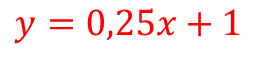 y = 0,25x + 1